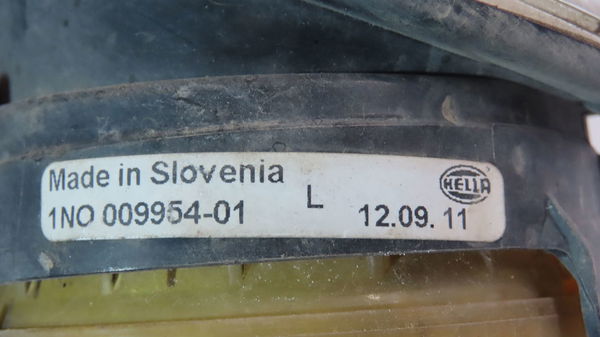 Made in Slovenia
HELLA
1NO 009954-01 L 12.09.11